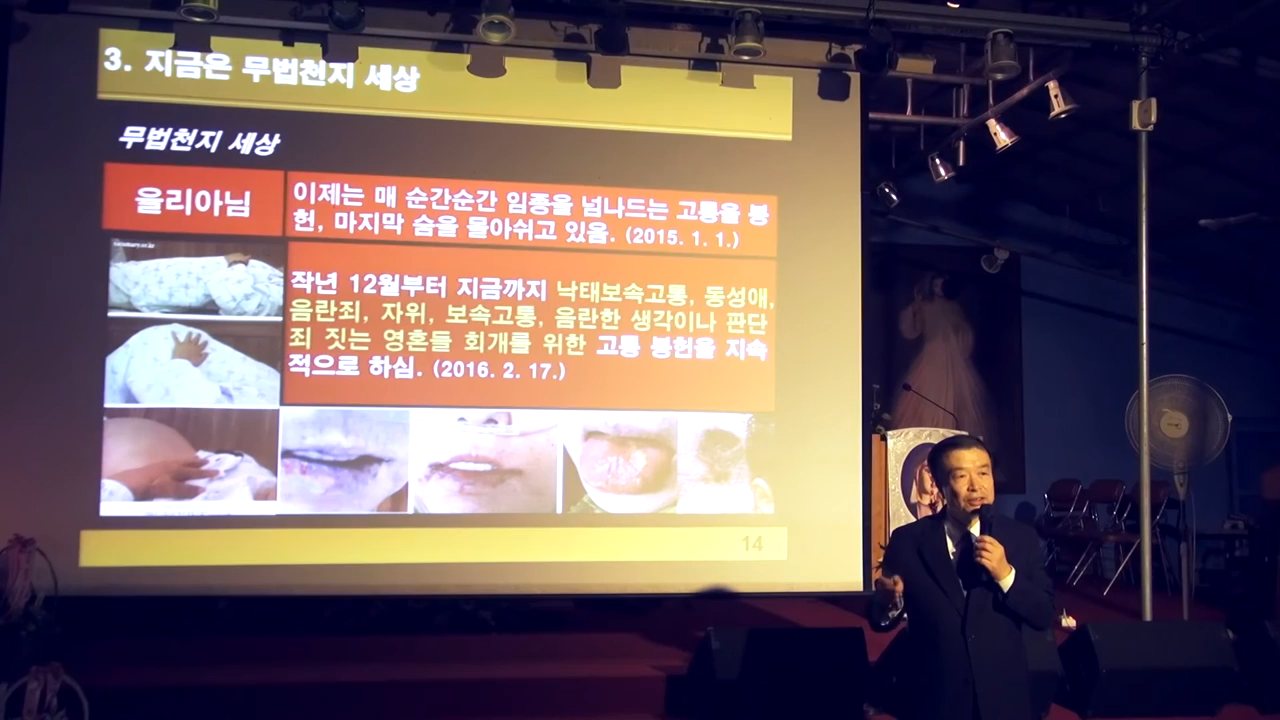 3. 지금은 무법천지 세상
무법천지 세상
율리아님
이제는 매 순간순간 임종을 넘나드는 고통을 봉
헌, 마지막 숨을 몰아쉬고 있음. (2015. 1. 1.)
작년 12월부터 지금까지 낙태보속고통, 동성애,
음란죄, 자위, 보속고통, 음란한 생각이나 판단
죄 짓는 영혼들 회개를 위한 고통 봉헌을 지속
적으로 하심. (2016. 2. 17.)
14